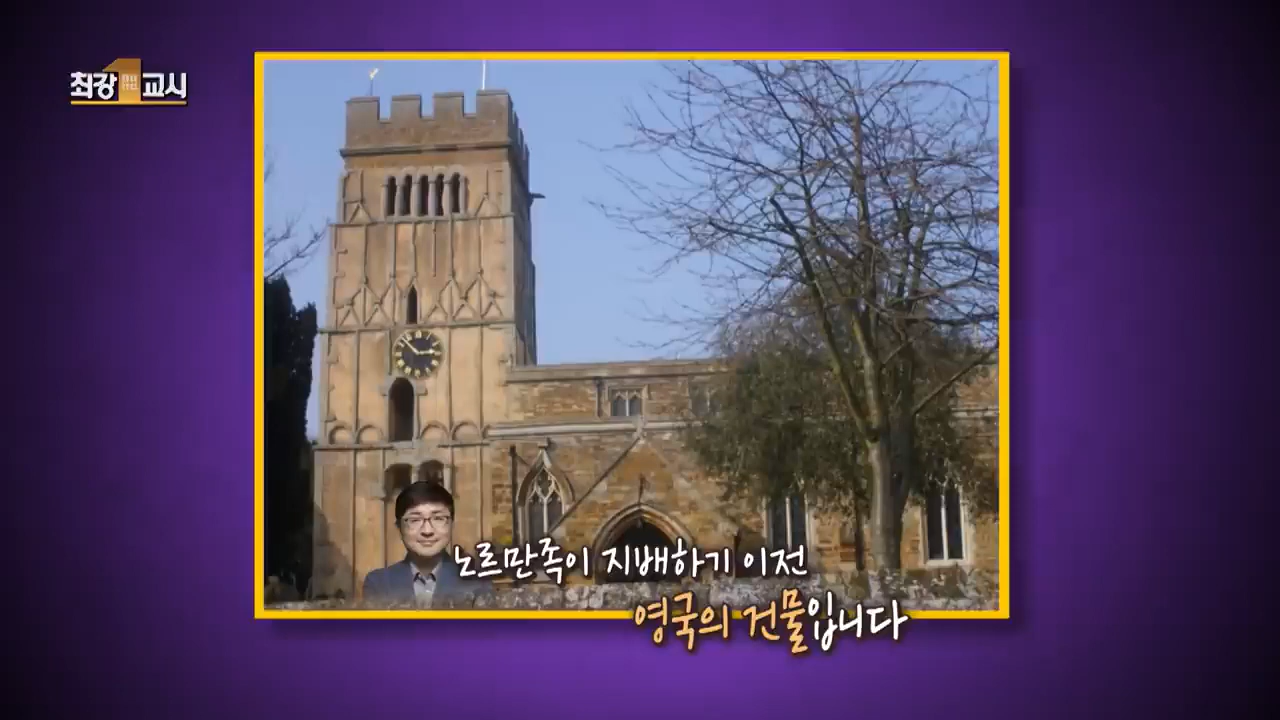 최강1교시
노르만족이 지배하기 이전
영국의 건물입니다